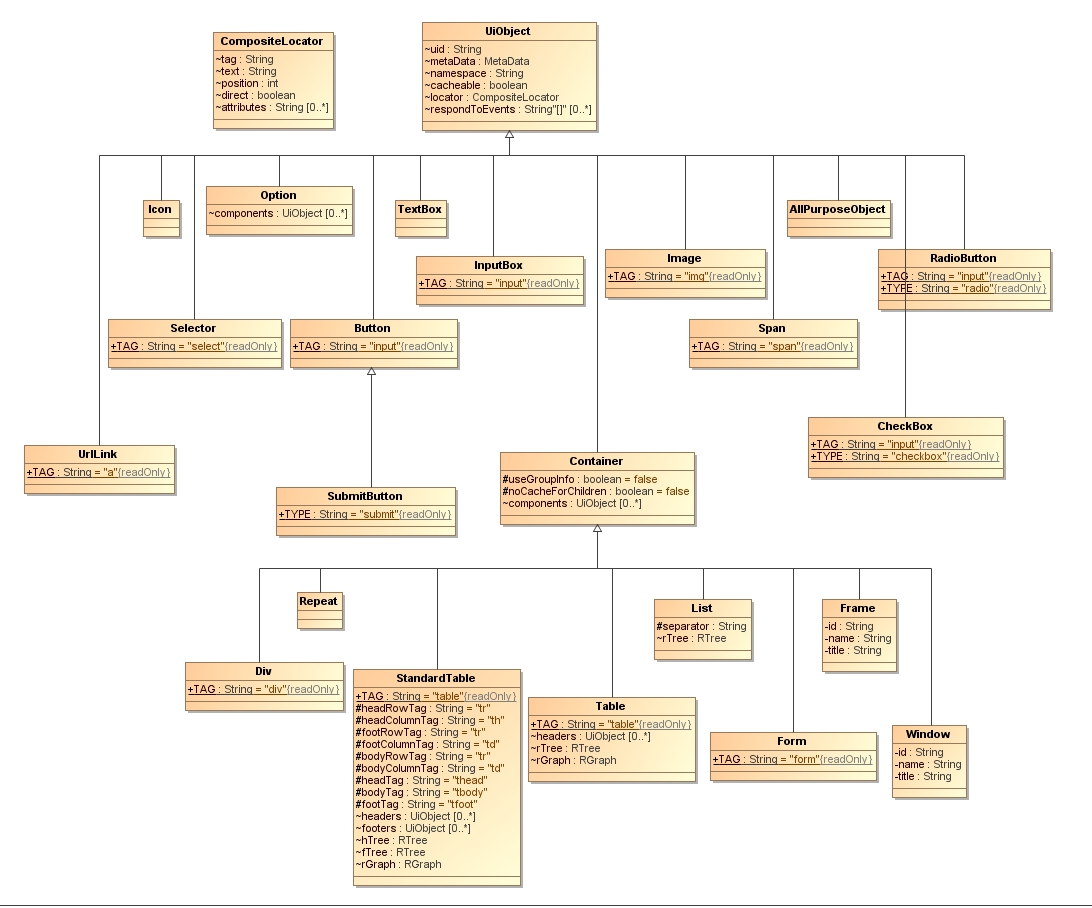 CompositeLocator
~tag : String
~text : String
~position : int
~direct : boolean
~attributes : String [0..*]
UiObject
~uid : String
~metaData : MetaData
~namespace : String
~cacheable : boolean
~locator : CompositeLocator
~respondToEvents : String"[]" [0..*]
Icon
Option
~components : UiObject [0..*]
TextBox
AllPurposeObject
InputBox
+TAG : String = "input"{readOnly}
Image
+TAG : String = "img"{readOnly}
RadioButton
+TAG : String = "input"{readOnly}
+TYPE : String = "radio"{readOnly}
Selector
+TAG : String = "select"{readOnly}
Button
+TAG : String = "input"{readOnly}
Span
+TAG : String = "span"{readOnly}
UrlLink
+TAG : String = "a"{readOnly}
CheckBox
+TAG : String = "input"{readOnly}
+TYPE : String = "checkbox"{readOnly}
SubmitButton
+TYPE : String = "submit"{readOnly}
Container
#useGroupInfo : boolean = false
#noCacheForChildren : boolean = false
~components : UiObject [0..*]
Repeat
List
#separator : String
~rTree : RTree
Frame
-id : String
-name : String
-title : String
Div
+TAG : String = "div"{readOnly}
StandardTable
+TAG : String = "table"{readOnly}
#headRowTag : String = "tr"
#headColumnTag : String = "th"
#footRowTag : String = "tr"
#footColumnTag : String = "td"
#bodyRowTag : String = "tr"
#bodyColumnTag : String = "td"
#headTag : String = "thead"
#bodyTag : String = "tbody"
#footTag : String = "tfoot"
~headers : UiObject [0..*]
~footers : UiObject [0..*]
~hTree : RTree
~fTree : RTree
~rGraph : RGraph
Table
+TAG : String = "table"{readOnly}
~headers : UiObject [0..*]
~rTree : RTree
~rGraph : RGraph
Form
+TAG : String = "form"{readOnly}
Window
-id : String
-name : String
-title : String